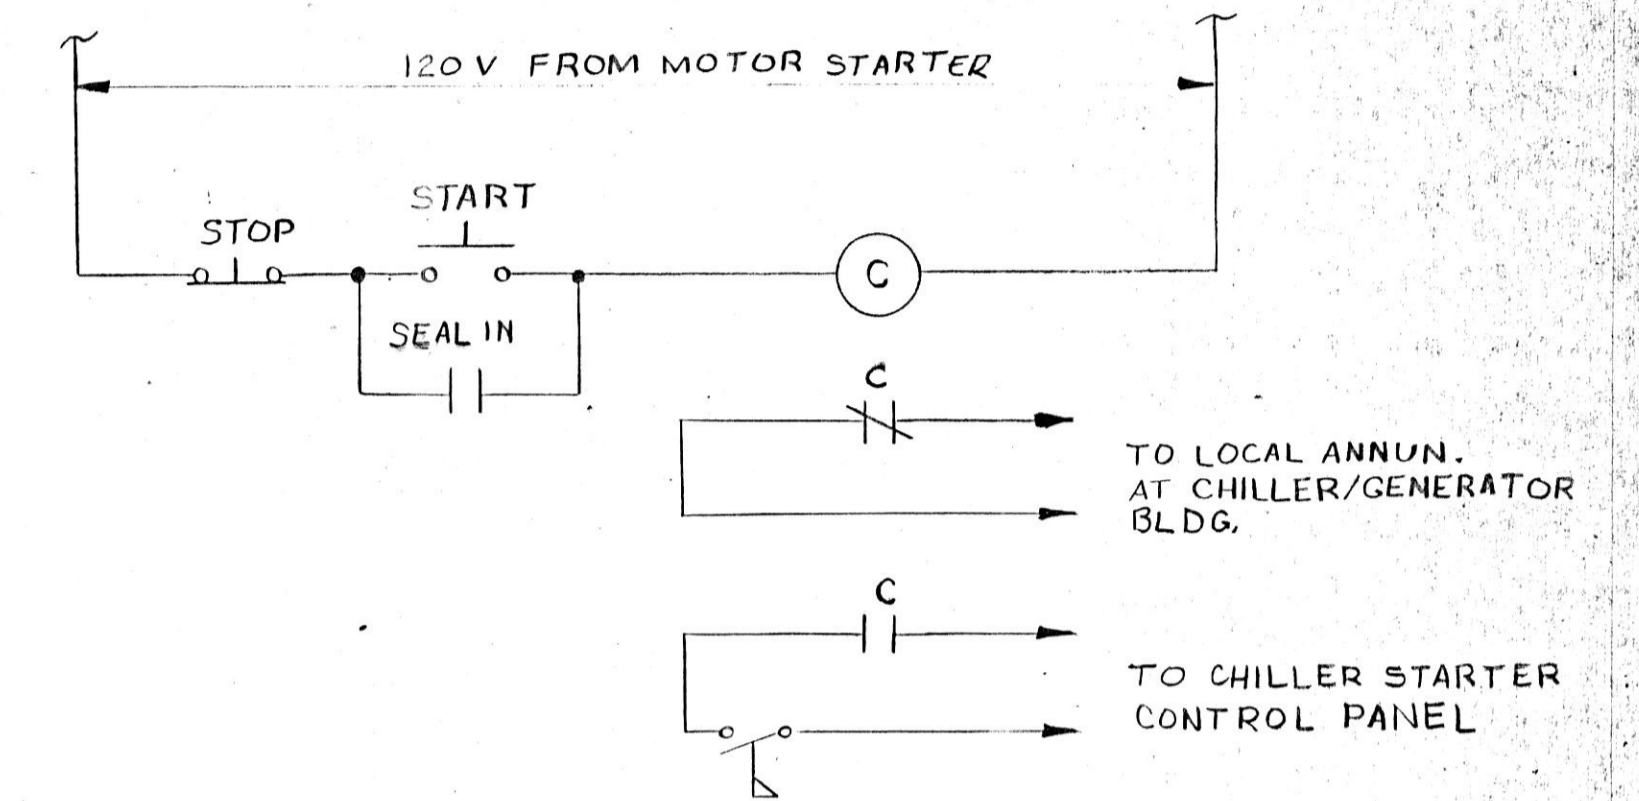 120 V FROM MOTOR STARTER
START
STOP
C
SEAL IN
C
TO LOCAL ANNUN.
AT CHILLER/GENERATOR
BLDG.
C
TO CHILLER STARTER
CONTROL PANEL